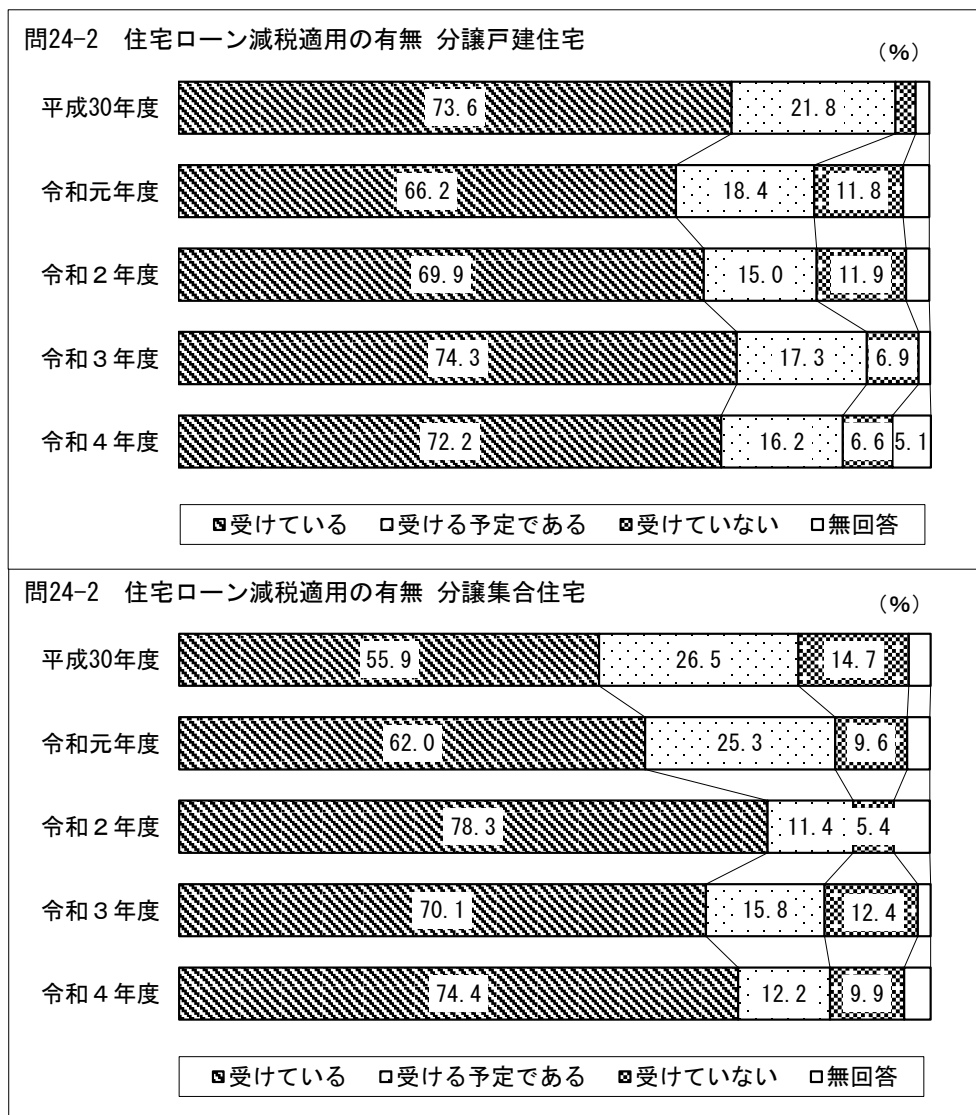 問24-2　住宅ローン減税適用の有無 分譲戸建住宅
（%）
平成30年度 73.6 21.8
令和元年度 66.2 18.4 11.8
令和２年度 69.9 15.0 11.9
令和３年度 74.3 17.3 6.9
令和４年度 72.2 16.2 6.6 5.1
受けている 受ける予定である 受けていない 無回答
問24-2　住宅ローン減税適用の有無 分譲集合住宅
（%）
平成30年度 55.9 26.5 14.7
令和元年度 62.0 25.3 9.6
令和２年度 78.3 11.4 5.4
令和３年度 70.1 15.8 12.4
令和４年度 74.4 12.2 9.9
受けている 受ける予定である 受けていない 無回答